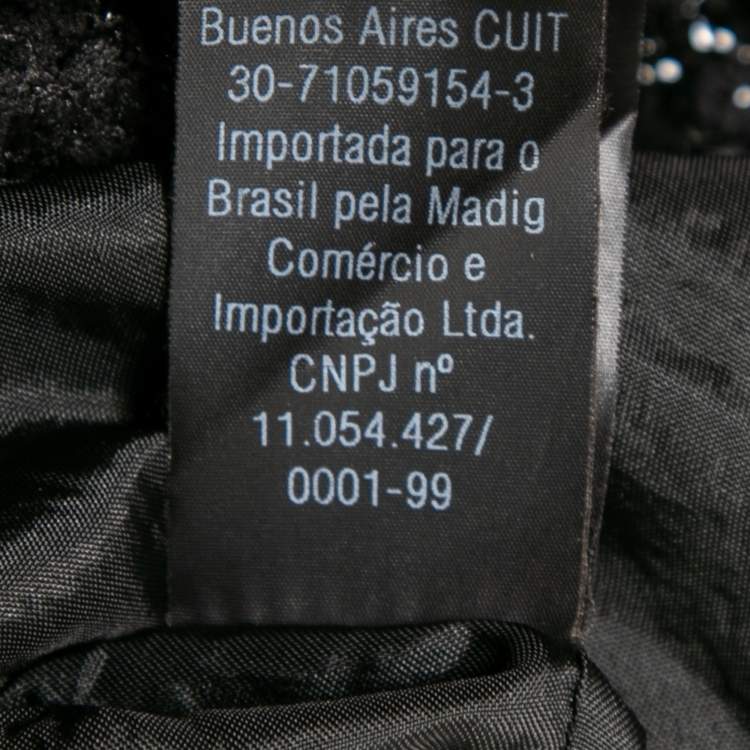 Buenos Aires CUIT
30-71059154-3
Importada para o
Brasil pela Madig
Comércio e
Importação Ltda.
CNPJ nº
11.054.427/
0001-99